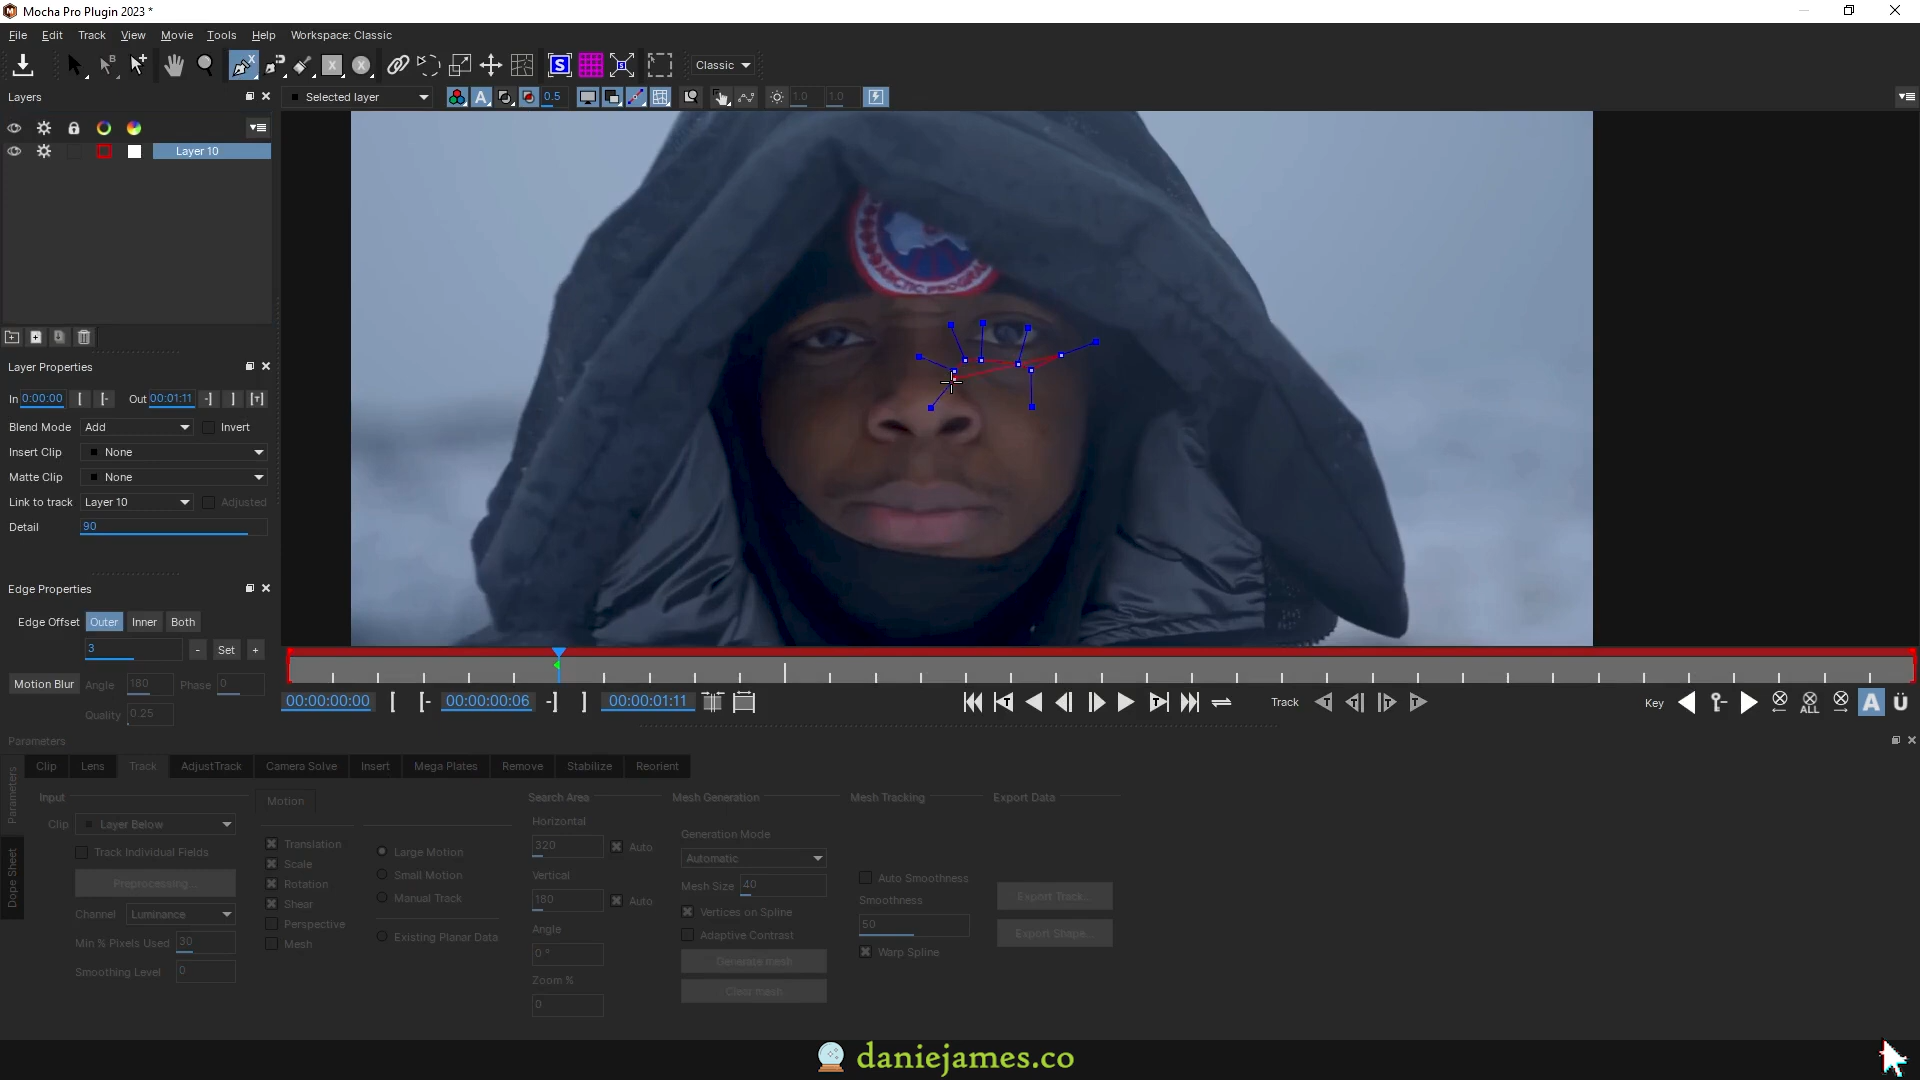 Mocha Pro Plugin 2023 *
File Edit Track View Movie Tools Help Workspace: Classic
Classic
Layers
Selected layer
0.5
1.0 1.0
Layer 10
Layer Properties
In 0:00:00 Out 00:01:11
Blend Mode Add Invert
Insert Clip None
Matte Clip None
Link to track Layer 10 Adjusted
Detail 90
Edge Properties
Edge Offset Outer Inner Both
3 - Set +
Motion Blur Angle 180 Phase 0
Quality 0.25
00:00:00:00 00:00:00:06 00:00:01:11
Track
Key ALL A Ü
Parameters
Parameters
Dope Sheet
Clip Lens Track AdjustTrack Camera Solve Insert Mega Plates Remove Stabilize Reorient
Input
Clip Layer Below
Track Individual Fields
Preprocessing...
Channel Luminance
Min % Pixels Used 30
Smoothing Level 0
Motion
Translation
Scale
Rotation
Shear
Perspective
Mesh
Large Motion
Small Motion
Manual Track
Existing Planar Data
Search Area
Horizontal
320 Auto
Vertical
180 Auto
Angle
0 °
Zoom %
0
Mesh Generation
Generation Mode
Automatic
Mesh Size 40
Vertices on Spline
Adaptive Contrast
Generate mesh
Clear mesh
Mesh Tracking
Auto Smoothness
Smoothness
50
Warp Spline
Export Data
Export Track...
Export Shape...
daniejames.co